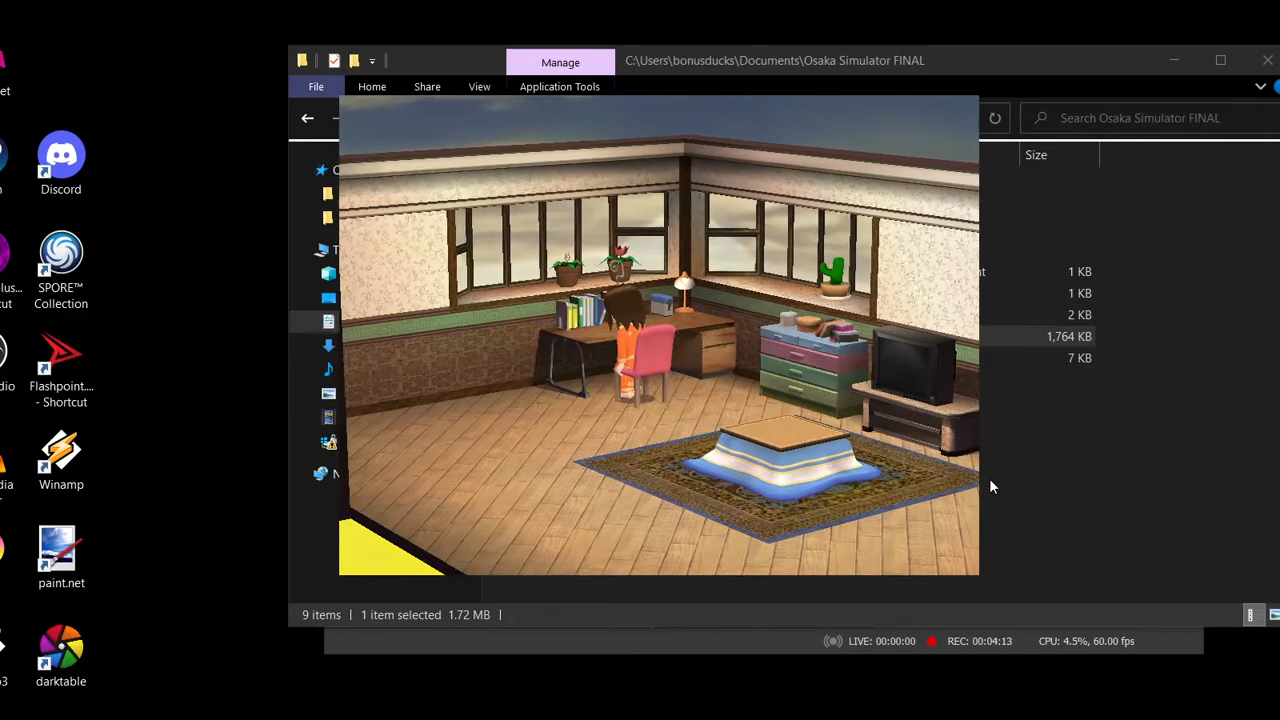 Manage
C:\Users\bonusducks\Documents\Osaka Simulator FINAL
File
Home
Share
View
Application Tools
Search Osaka Simulator FINAL
Size
1 KB
1 KB
2 KB
1,764 KB
7 KB
Discord
SPORE™
Collection
Flashpoint....
- Shortcut
Winamp
paint.net
darktable
9 items
1 item selected 1.72 MB
LIVE: 00:00:00
REC: 00:04:13
CPU: 4.5%, 60.00 fps